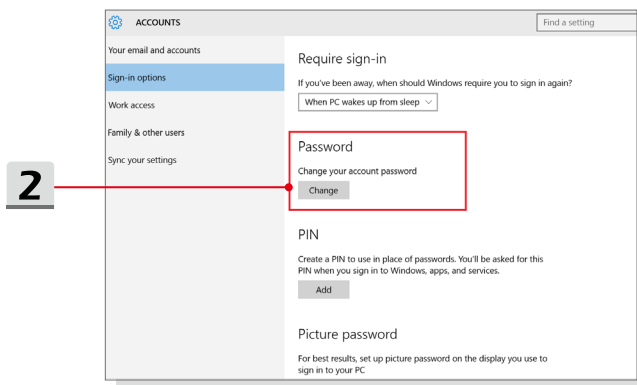 ACCOUNTS
Find a setting
Your email and accounts
Sign-in options
Work access
Family & other users
Sync your settings
2
Require sign-in
If you've been away, when should Windows require you to sign in again?
When PC wakes up from sleep
Password
Change your account password
Change
PIN
Create a PIN to use in place of passwords. You'll be asked for this
PIN when you sign in to Windows, apps, and services.
Add
Picture password
For best results, set up picture password on the display you use to
sign in to your PC